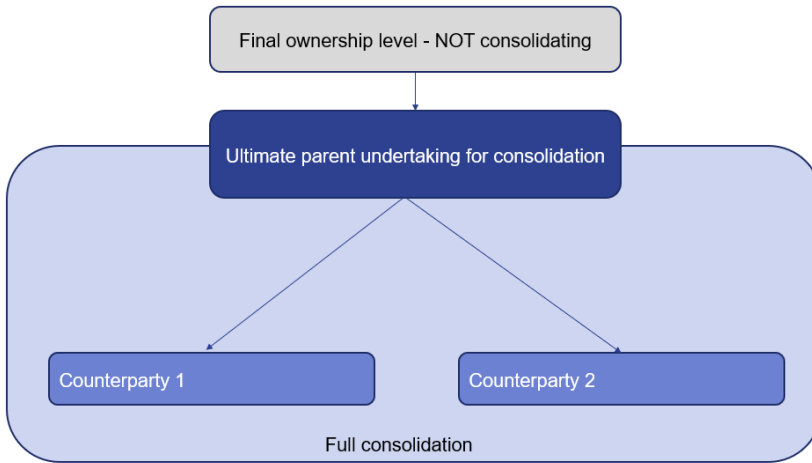 Final ownership level - NOT consolidating
Ultimate parent undertaking for consolidation
Counterparty 1
Counterparty 2
Full consolidation